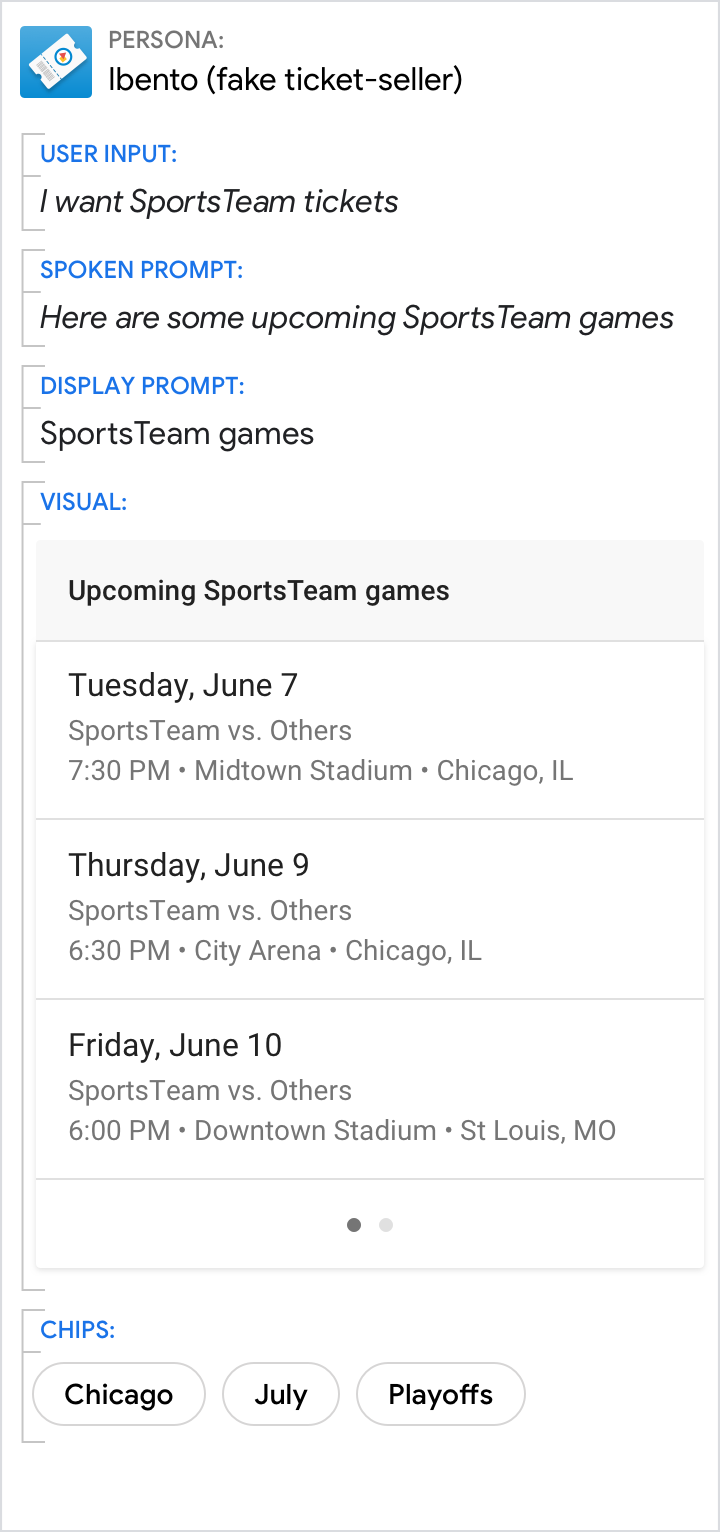 PERSONA:
Ibento (fake ticket-seller)
USER INPUT:
I want SportsTeam tickets
SPOKEN PROMPT:
Here are some upcoming SportsTeam games
DISPLAY PROMPT:
SportsTeam games
VISUAL:
Upcoming SportsTeam games
Tuesday, June 7
SportsTeam vs. Others
7:30 PM • Midtown Stadium • Chicago, IL
Thursday, June 9
SportsTeam vs. Others
6:30 PM • City Arena • Chicago, IL
Friday, June 10
SportsTeam vs. Others
6:00 PM • Downtown Stadium • St Louis, MO
CHIPS:
Chicago July Playoffs